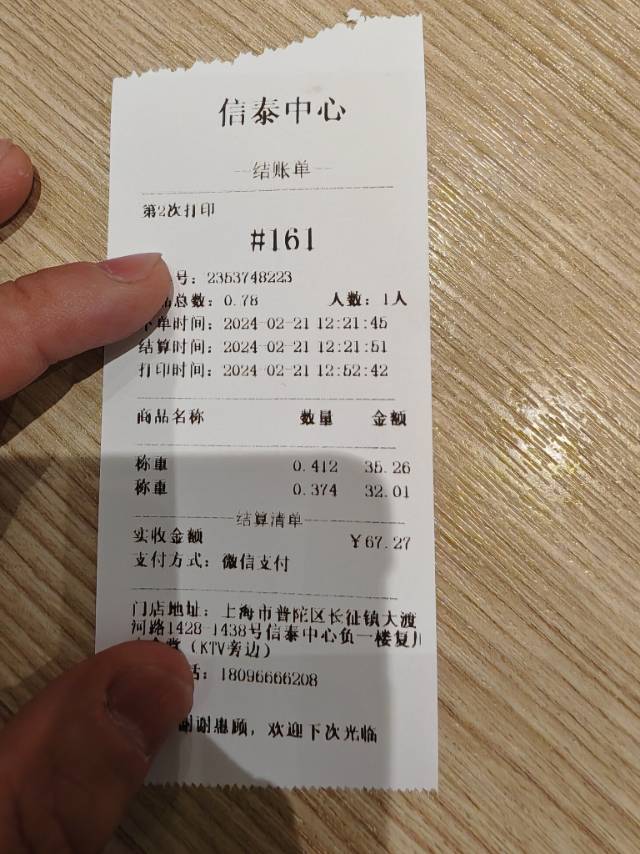 信泰中心
结账单
第2次打印
#161
号：2353748223
总数：0.78 人数：1人
单时间：2024-02-21 12:21:45
结算时间：2024-02-21 12:21:51
打印时间：2024-02-21 12:52:42
商品名称 数量 金额
称重 0.412 35.26
称重 0.374 32.01
结算清单
实收金额 ￥67.27
支付方式：微信支付
门店地址：上海市普陀区长征镇大渡
河路1428-1438号信泰中心负一楼复
（KTV旁边）
18096666208
谢谢惠顾，欢迎下次光临